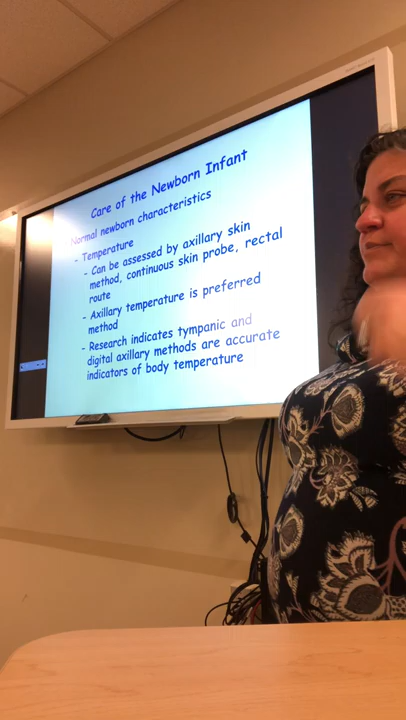 Care of the Newborn Infant
Normal newborn characteristics
- Temperature
- Can be assessed by axillary skin
method, continuous skin probe, rectal
route
- Axillary temperature is preferred
method
- Research indicates tympanic and
digital axillary methods are accurate
indicators of body temperature